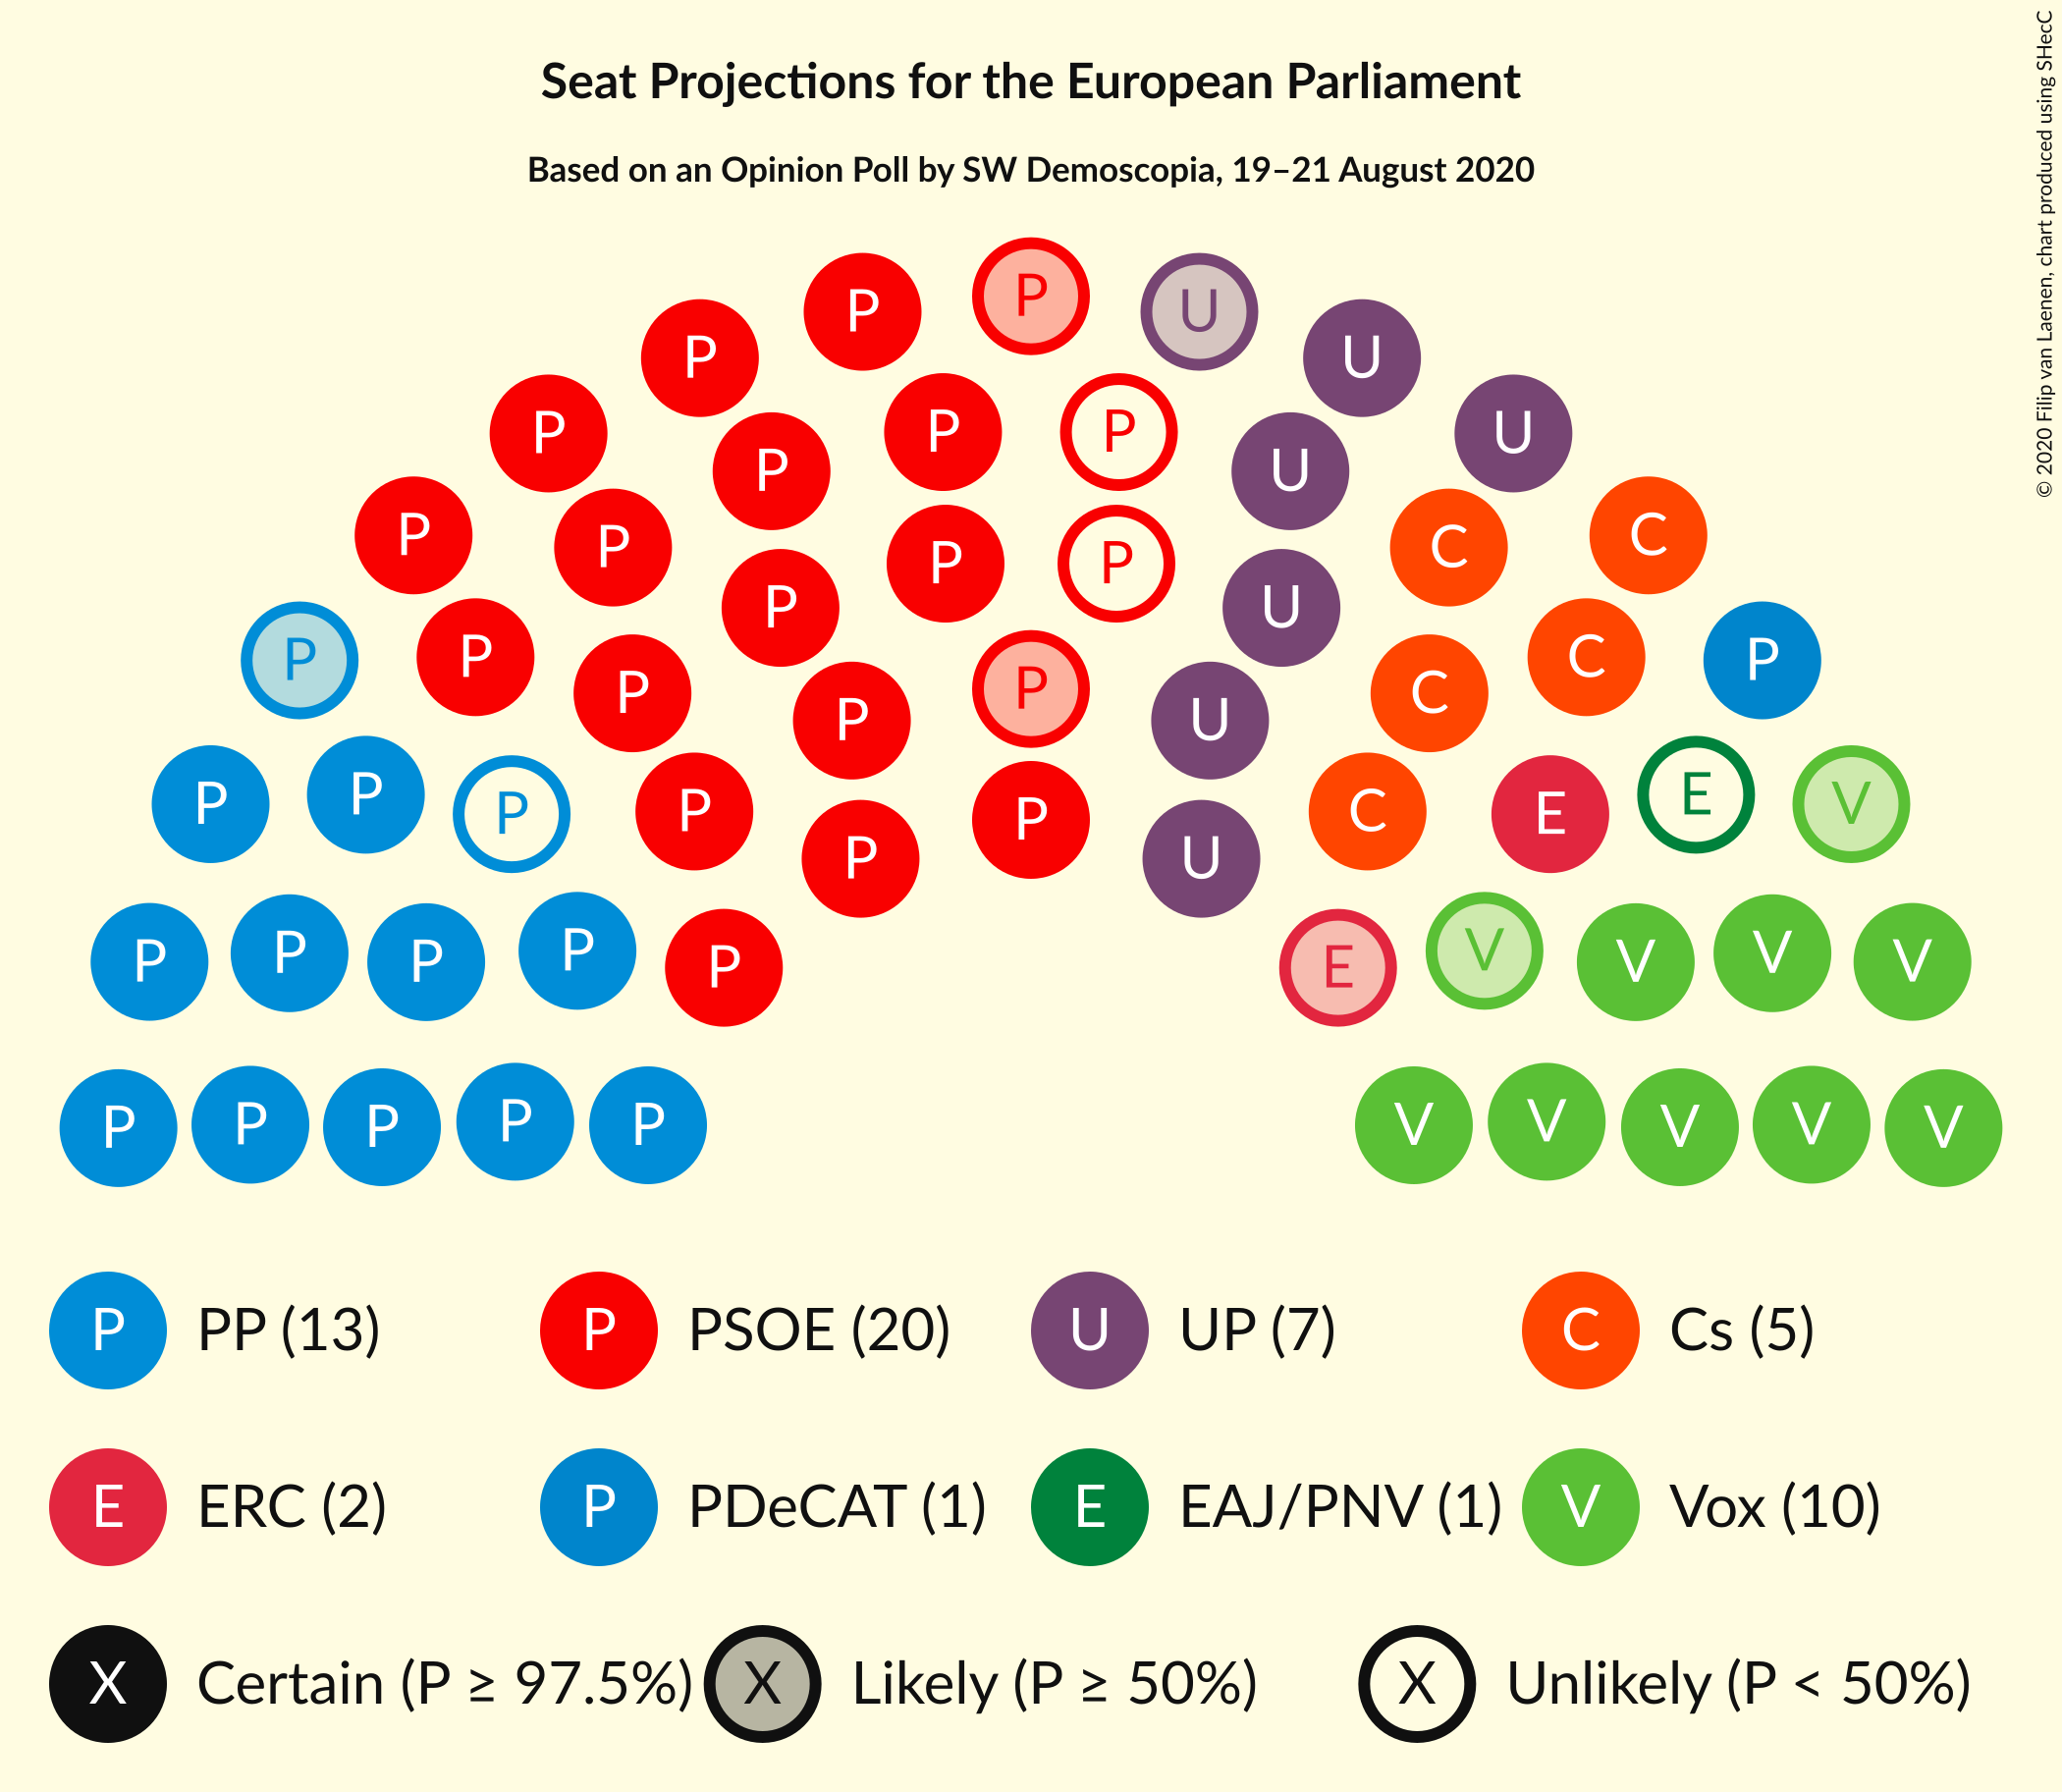 Seat Projections for the European Parliament
Based on an Opinion Poll by SW Demoscopia, 19–21 August 2020
© 2020 Filip van Laenen, chart produced using SHecC
P P U
P U
P P P U
P U
P P P P C C
P U
P P C P
P P C
P U
P P P P P C E E V
P U
P P P P P E V V V V
P P P P P V V V V V
P PP (13) P PSOE (20) U UP (7) C Cs (5)
E ERC (2) P PDeCAT (1) E EAJ/PNV (1) V Vox (10)
X Certain (P ≥ 97.5%) X Likely (P ≥ 50%) X Unlikely (P < 50%)